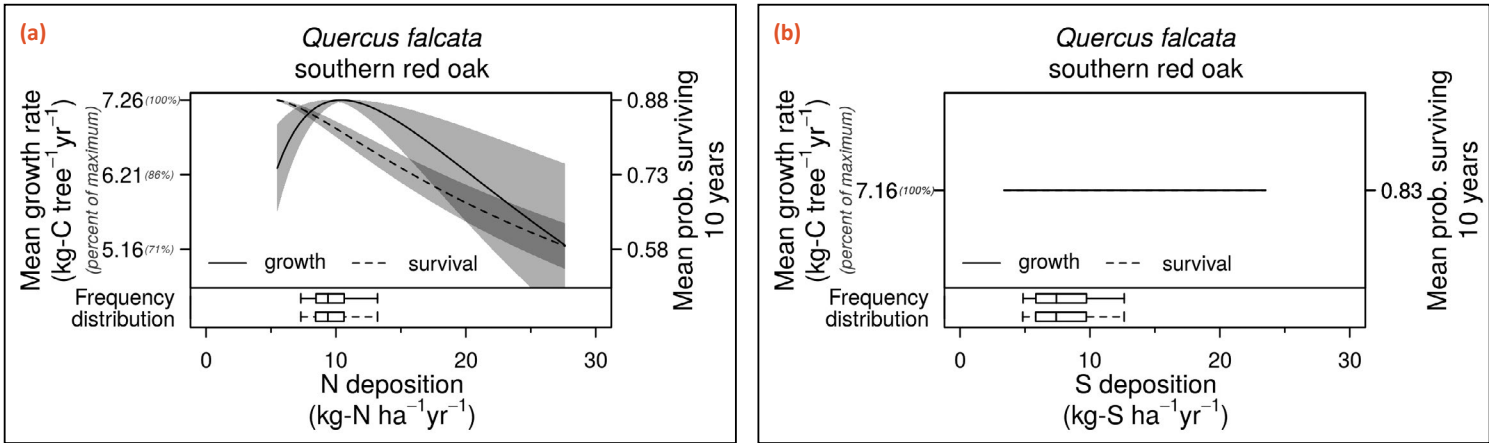 (a)
Quercus falcata
southern red oak
Mean growth rate
(kg-C tree⁻¹yr⁻¹)
(percent of maximum)
7.26 (100%)
6.21 (86%)
5.16 (71%)
0.88
0.73
0.58
Mean prob. surviving
10 years
growth
survival
Frequency
distribution
0 10 20 30
N deposition
(kg-N ha⁻¹yr⁻¹)
(b)
Quercus falcata
southern red oak
Mean growth rate
(kg-C tree⁻¹yr⁻¹)
(percent of maximum)
7.16 (100%)
0.83
Mean prob. surviving
10 years
growth
survival
Frequency
distribution
0 10 20 30
S deposition
(kg-S ha⁻¹yr⁻¹)